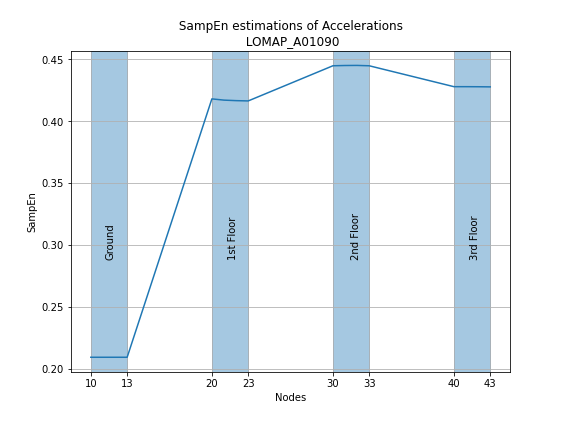 SampEn estimations of Accelerations
LOMAP_A01090
0.45
0.40
0.35
0.30
0.25
0.20
SampEn
Ground
1st Floor
2nd Floor
3rd Floor
10 13 20 23 30 33 40 43
Nodes